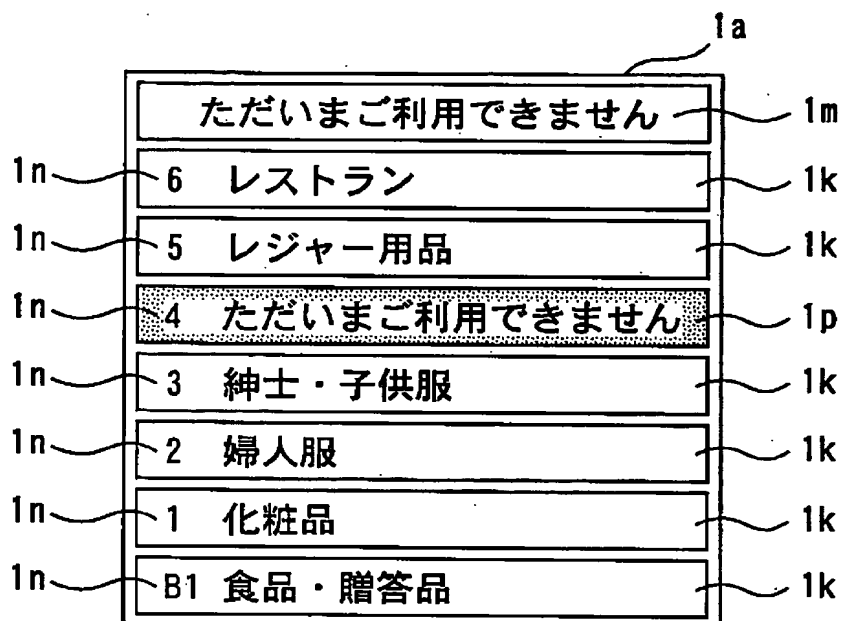 1a
ただいまご利用できません 1m
1n 6 レストラン 1k
1n 5 レジャー用品 1k
1n 4 ただいまご利用できません 1p
1n 3 紳士・子供服 1k
1n 2 婦人服 1k
1n 1 化粧品 1k
1n B1 食品・贈答品 1k